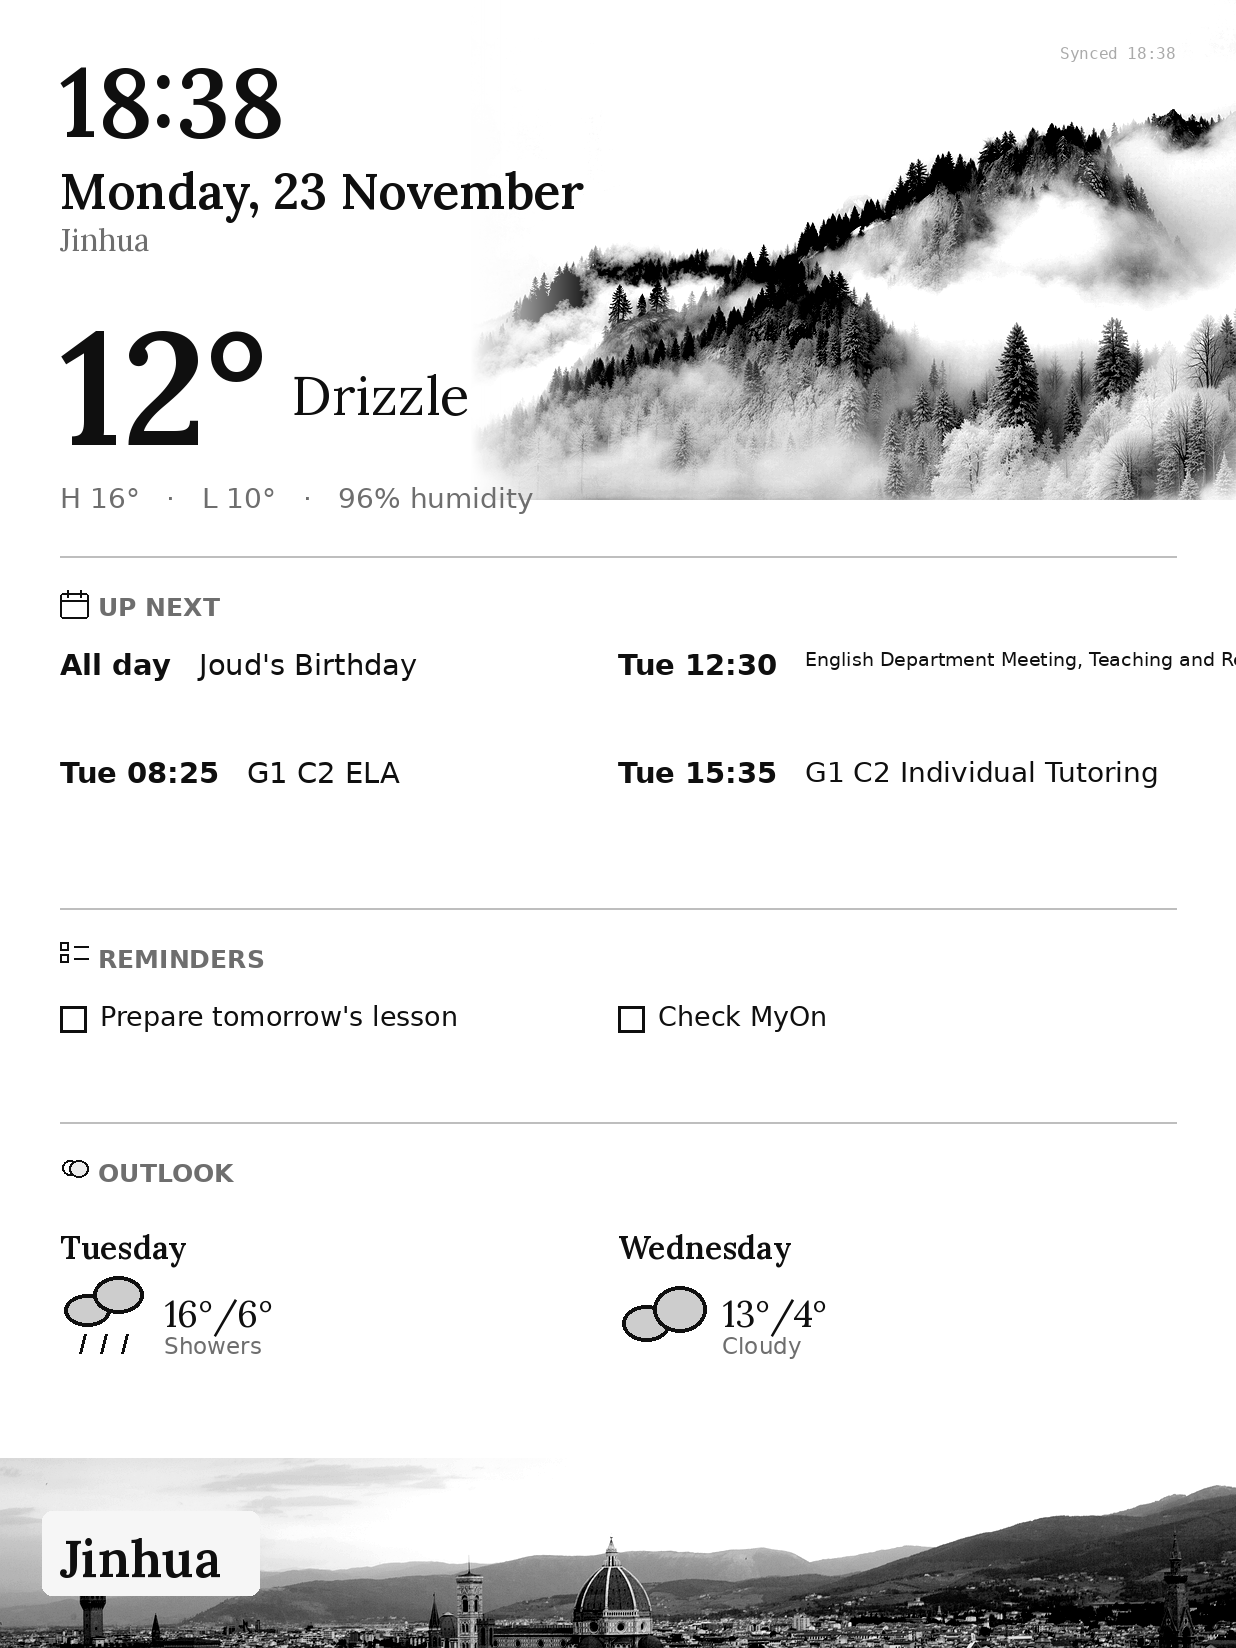 Synced 18:38
18:38
Monday, 23 November
Jinhua
12° Drizzle
H 16° · L 10° · 96% humidity
UP NEXT
All day Joud's Birthday
Tue 12:30 English Department Meeting, Teaching and
Tue 08:25 G1 C2 ELA
Tue 15:35 G1 C2 Individual Tutoring
REMINDERS
Prepare tomorrow's lesson
Check MyOn
OUTLOOK
Tuesday
16°/6°
Showers
Wednesday
13°/4°
Cloudy
Jinhua